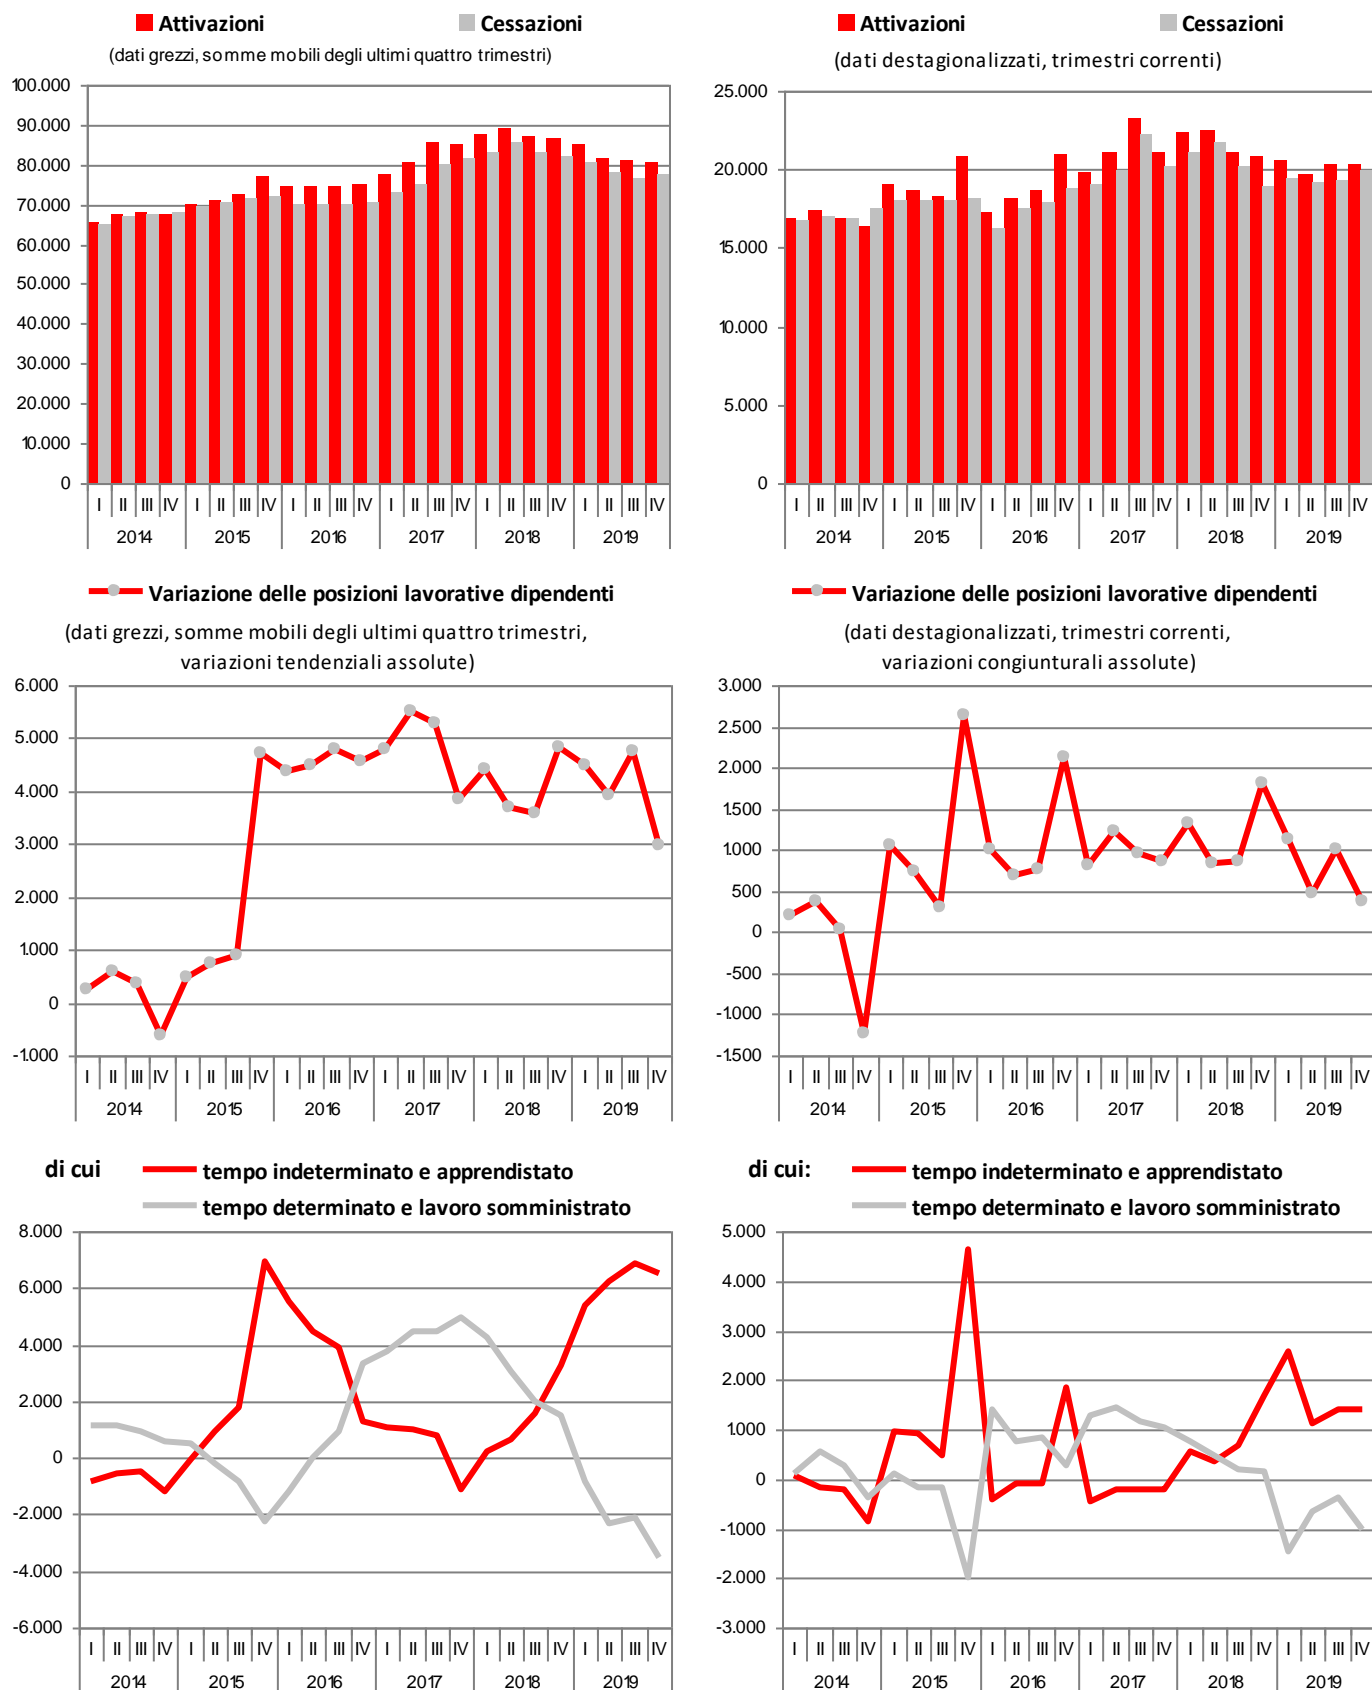 Attivazioni Cessazioni
(dati grezzi, somme mobili degli ultimi quattro trimestri)
100.000
90.000
80.000
70.000
60.000
50.000
40.000
30.000
20.000
10.000
0
I II III IV I II III IV I II III IV I II III IV I II III IV I II III IV
2014 2015 2016 2017 2018 2019
Attivazioni Cessazioni
(dati destagionalizzati, trimestri correnti)
25.000
20.000
15.000
10.000
5.000
0
I II III IV I II III IV I II III IV I II III IV I II III IV I II III IV
2014 2015 2016 2017 2018 2019
Variazione delle posizioni lavorative dipendenti
(dati grezzi, somme mobili degli ultimi quattro trimestri,
variazioni tendenziali assolute)
6.000
5.000
4.000
3.000
2.000
1.000
0
-1.000
I II III IV I II III IV I II III IV I II III IV I II III IV I II III IV
2014 2015 2016 2017 2018 2019
Variazione delle posizioni lavorative dipendenti
(dati destagionalizzati, trimestri correnti,
variazioni congiunturali assolute)
3.000
2.500
2.000
1.500
1.000
500
0
-500
-1.000
-1.500
I II III IV I II III IV I II III IV I II III IV I II III IV I II III IV
2014 2015 2016 2017 2018 2019
di cui tempo indeterminato e apprendistato
tempo determinato e lavoro somministrato
8.000
6.000
4.000
2.000
0
-2.000
-4.000
-6.000
I II III IV I II III IV I II III IV I II III IV I II III IV I II III IV
2014 2015 2016 2017 2018 2019
di cui: tempo indeterminato e apprendistato
tempo determinato e lavoro somministrato
5.000
4.000
3.000
2.000
1.000
0
-1.000
-2.000
-3.000
I II III IV I II III IV I II III IV I II III IV I II III IV I II III IV
2014 2015 2016 2017 2018 2019